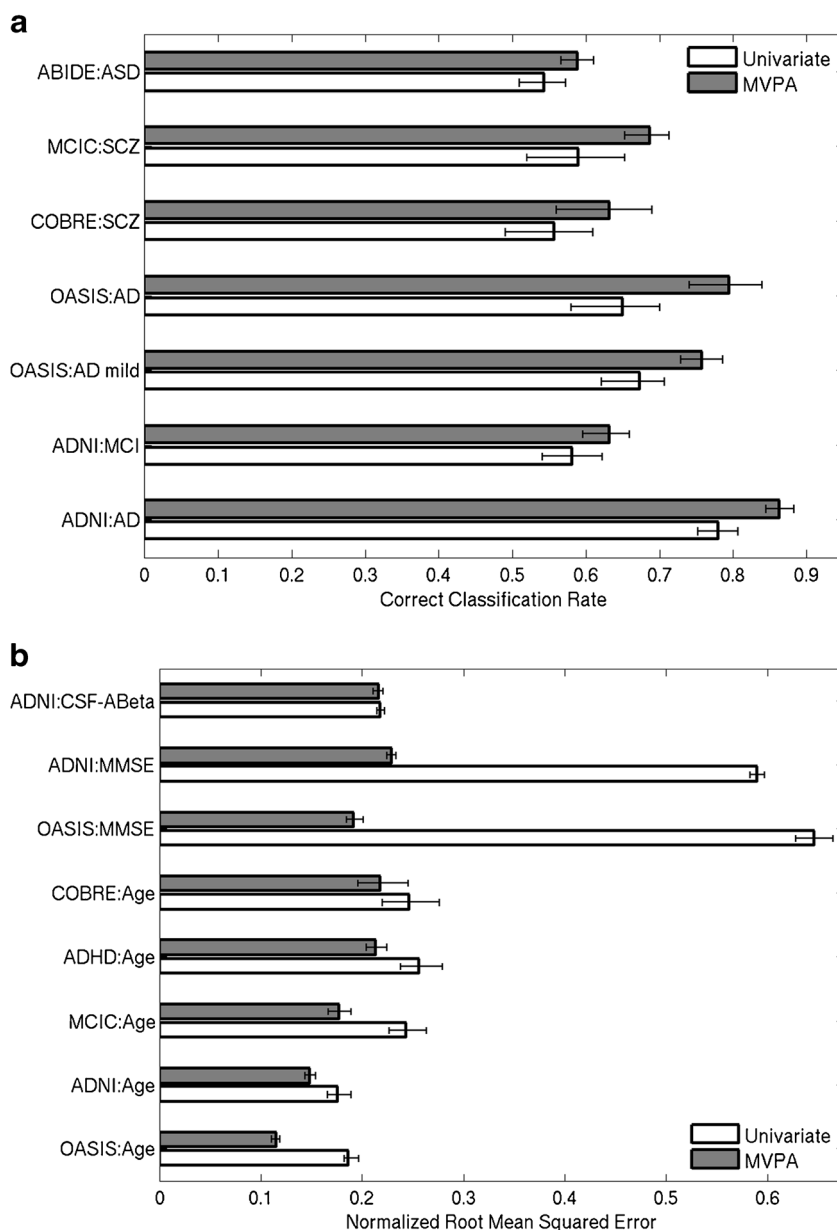 a
ABIDE:ASD
MCIC:SCZ
COBRE:SCZ
OASIS:AD
OASIS:AD mild
ADNI:MCI
ADNI:AD
Univariate
MVPA
0 0.1 0.2 0.3 0.4 0.5 0.6 0.7 0.8 0.9
Correct Classification Rate
b
ADNI:CSF-ABeta
ADNI:MMSE
OASIS:MMSE
COBRE:Age
ADHD:Age
MCIC:Age
ADNI:Age
OASIS:Age
Univariate
MVPA
0 0.1 0.2 0.3 0.4 0.5 0.6
Normalized Root Mean Squared Error